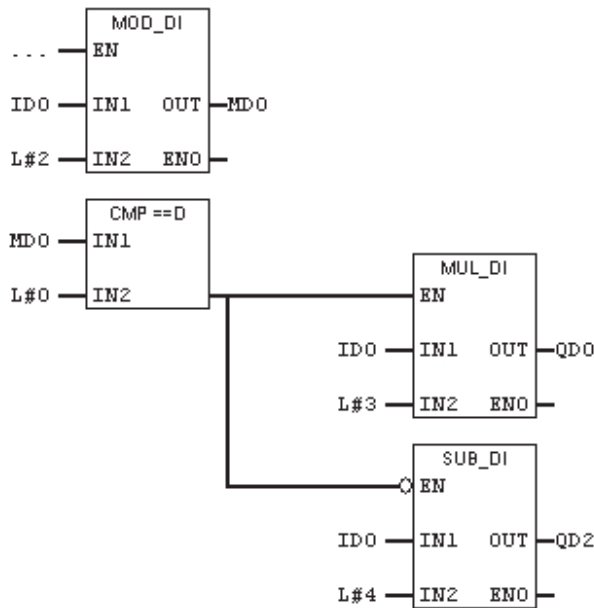 MOD_DI
... EN
ID0 IN1 OUT MD0
L#2 IN2 ENO
CMP ==D
MD0 IN1
L#0 IN2
MUL_DI
EN
ID0 IN1 OUT QD0
L#3 IN2 ENO
SUB_DI
EN
ID0 IN1 OUT QD2
L#4 IN2 ENO